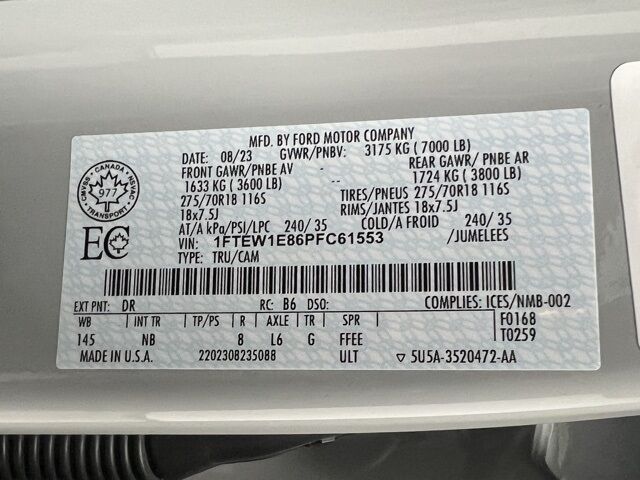 MFD. BY FORD MOTOR COMPANY
DATE: 08/23 GVWR/PNBV: 3175 KG ( 7000 LB)
FRONT GAWR/PNBE AV REAR GAWR/ PNBE AR
1633 KG ( 3600 LB) 1724 KG ( 3800 LB)
275/70R18 116S TIRES/PNEUS 275/70R18 116S
18x7.5J RIMS/JANTES 18x7.5J
AT/A kPa/PSI/LPC 240/ 35 COLD/A FROID 240/ 35
VIN: 1FTEW1E86PFC61553 /JUMELEES
TYPE: TRU/CAM
CANADA
CMVSS
NSVAC
977
TRANSPORT
EC
EXT PNT: DR RC: B6 DSO: COMPLIES: ICES/NMB-002
WB INT TR TP/PS R AXLE TR SPR F0168
145 NB 8 L6 G FFEE T0259
MADE IN U.S.A. 2202308235088 ULT 5U5A-3520472-AA